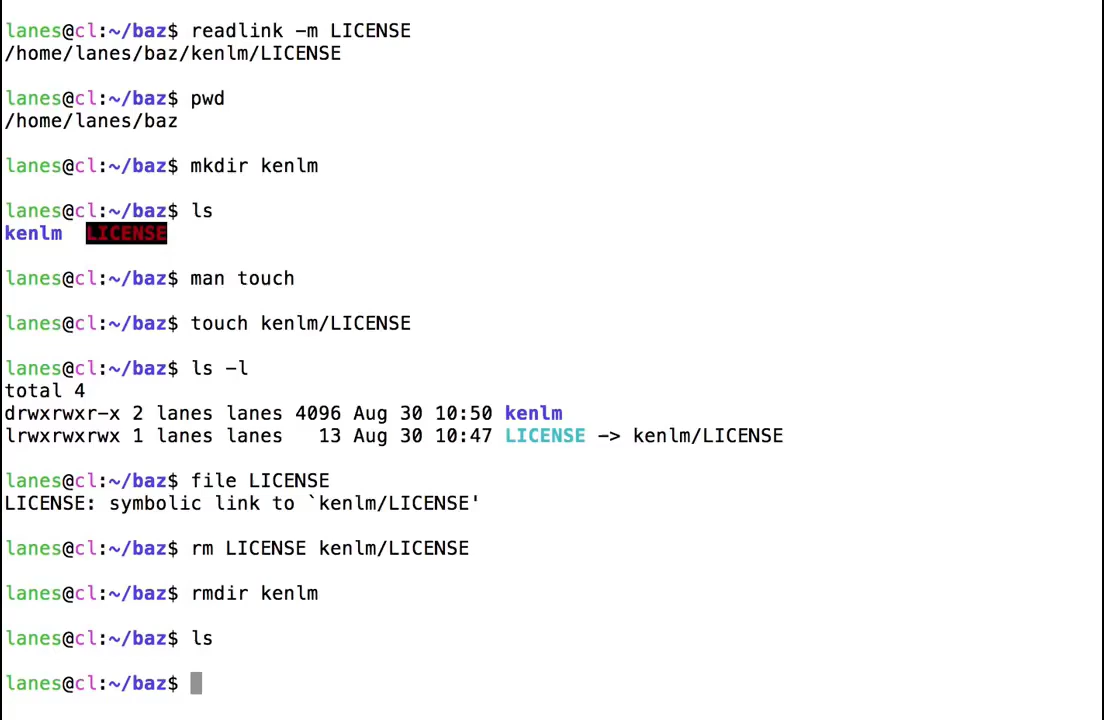 lanes@cl:~/baz$ readlink -m LICENSE
/home/lanes/baz/kenlm/LICENSE
lanes@cl:~/baz$ pwd
/home/lanes/baz
lanes@cl:~/baz$ mkdir kenlm
lanes@cl:~/baz$ ls
kenlm  LICENSE
lanes@cl:~/baz$ man touch
lanes@cl:~/baz$ touch kenlm/LICENSE
lanes@cl:~/baz$ ls -l
total 4
drwxrwxr-x 2 lanes lanes 4096 Aug 30 10:50 kenlm
lrwxrwxrwx 1 lanes lanes   13 Aug 30 10:47 LICENSE -> kenlm/LICENSE
lanes@cl:~/baz$ file LICENSE
LICENSE: symbolic link to `kenlm/LICENSE'
lanes@cl:~/baz$ rm LICENSE kenlm/LICENSE
lanes@cl:~/baz$ rmdir kenlm
lanes@cl:~/baz$ ls
lanes@cl:~/baz$